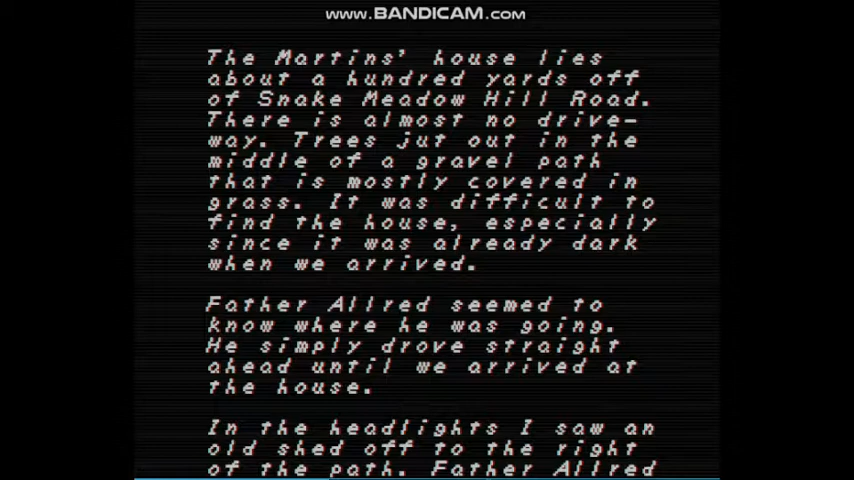 www.BANDICAM.com
The Martins' house lies
about a hundred yards off
of Snake Meadow Hill Road.
There is almost no drive-
way. Trees jut out in the
middle of a gravel path
that is mostly covered in
grass. It was difficult to
find the house, especially
since it was already dark
when we arrived.
Father Allred seemed to
know where he was going.
He simply drove straight
ahead until we arrived at
the house.
In the headlights I saw an
old shed off to the right
of the path. Father Allred